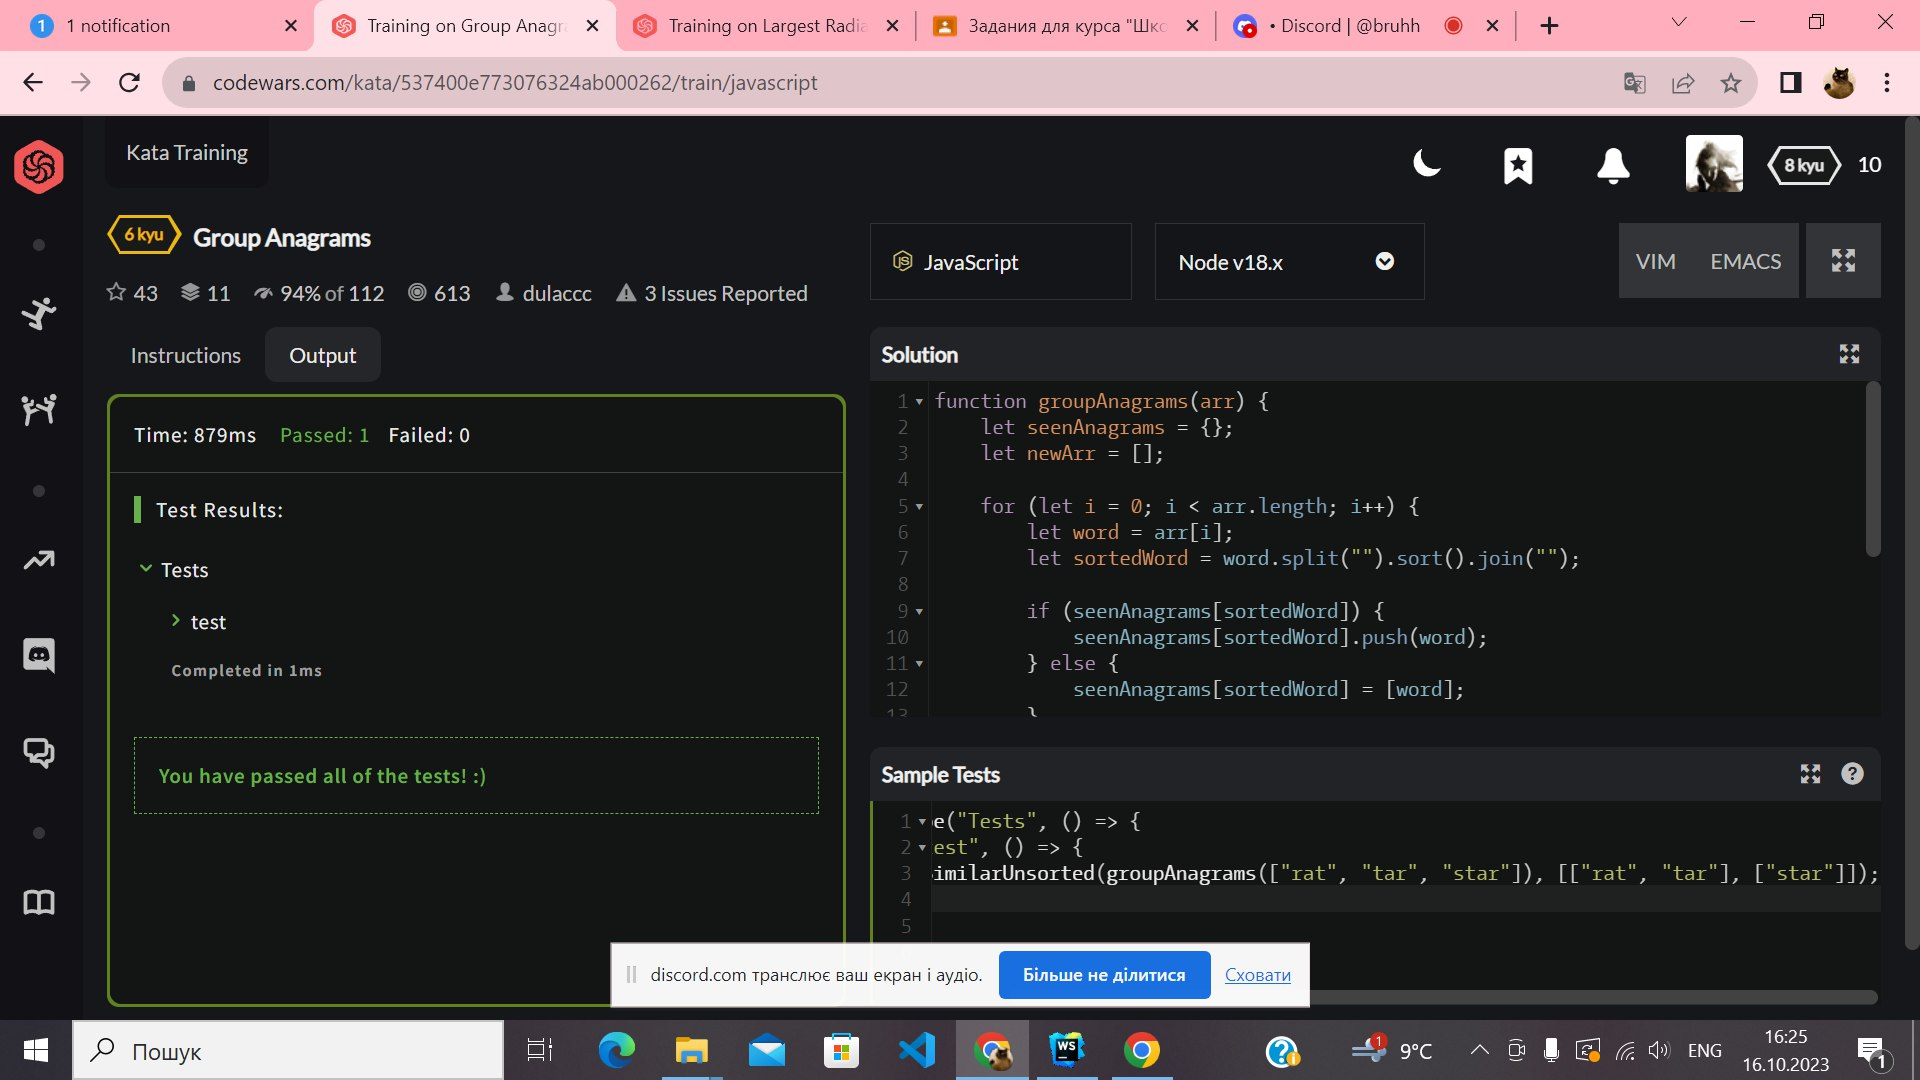 1 notification
Training on Group Anagr
Training on Largest Radia
Задания для курса "Шко
• Discord | @bruhh
codewars.com/kata/537400e773076324ab000262/train/javascript
Kata Training
8 kyu
10
6 kyu
Group Anagrams
43
11
94% of 112
613
dulaccc
3 Issues Reported
JavaScript
Node v18.x
VIM
EMACS
Instructions
Output
Time: 879ms Passed: 1 Failed: 0
Test Results:
Tests
test
Completed in 1ms
You have passed all of the tests! :)
Solution
1 function groupAnagrams(arr) {
2 let seenAnagrams = {};
3 let newArr = [];
4
5 for (let i = 0; i < arr.length; i++) {
6 let word = arr[i];
7 let sortedWord = word.split("").sort().join("");
8
9 if (seenAnagrams[sortedWord]) {
10 seenAnagrams[sortedWord].push(word);
11 } else {
12 seenAnagrams[sortedWord] = [word];
13 }
Sample Tests
1 e("Tests", () => {
2 est", () => {
3 imilarUnsorted(groupAnagrams(["rat", "tar", "star"]), [["rat", "tar"], ["star"]]);
4
5
discord.com транслює ваш екран і аудіо.
Більше не ділитися
Сховати
Пошук
WS
1
9°C
ENG
16:25
16.10.2023
1